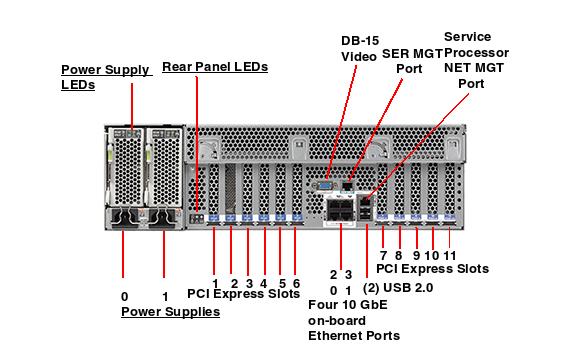 DB-15
Video
SER MGT
Port
Service
Processor
NET MGT
Port
Power Supply
LEDs
Rear Panel LEDs
0 1
Power Supplies
1 2 3 4 5 6
PCI Express Slots
2 3
0 1
Four 10 GbE
on-board
Ethernet Ports
(2) USB 2.0
7 8 9 10 11
PCI Express Slots